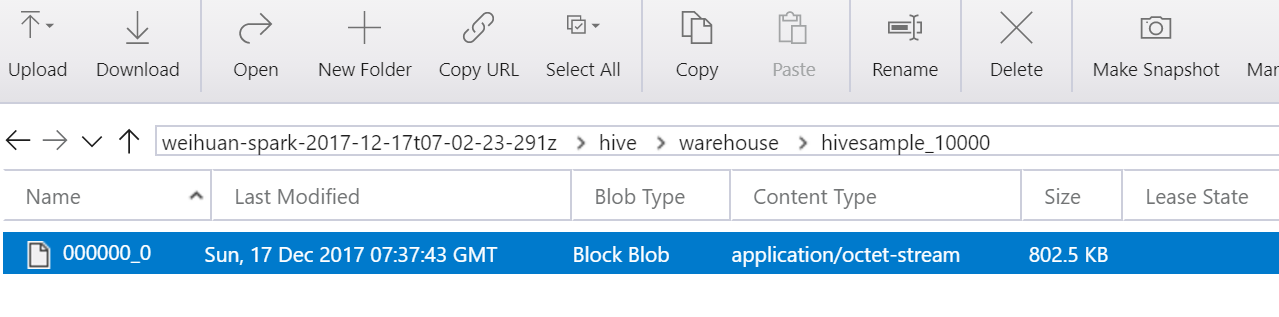 Upload Download Open New Folder Copy URL Select All Copy Paste Rename Delete Make Snapshot
weihuan-spark-2017-12-17t07-02-23-291z > hive > warehouse > hivesample_10000
Name Last Modified Blob Type Content Type Size Lease State
000000_0 Sun, 17 Dec 2017 07:37:43 GMT Block Blob application/octet-stream 802.5 KB